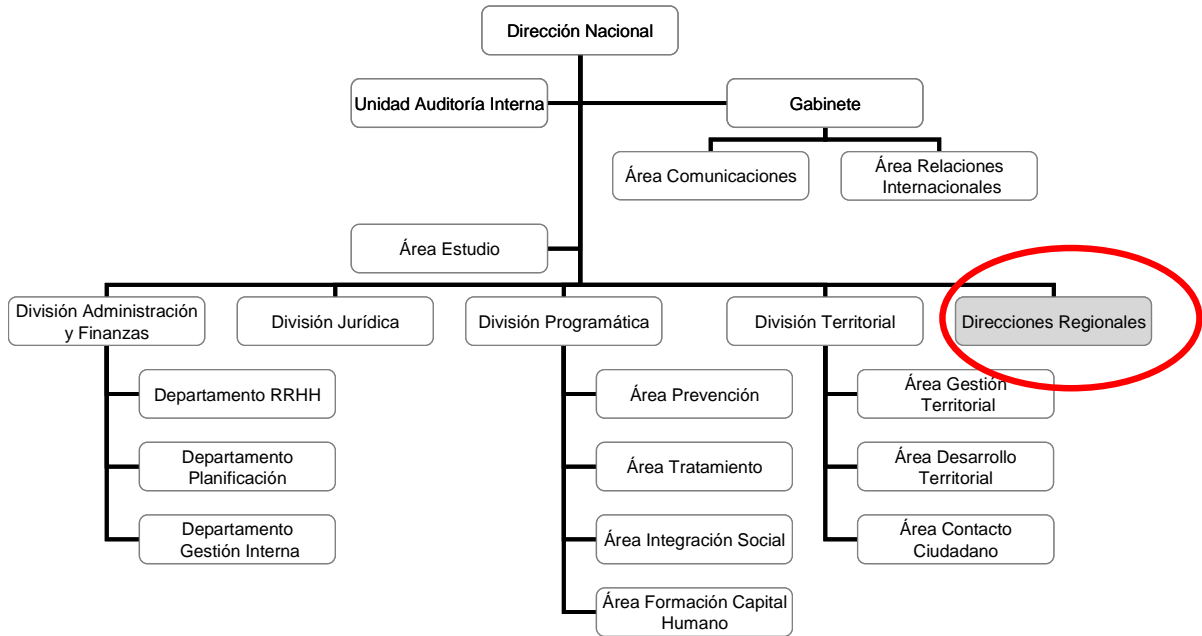 Dirección Nacional
Unidad Auditoría Interna
Gabinete
Área Comunicaciones
Área Relaciones
Internacionales
Área Estudio
División Administración
y Finanzas
División Jurídica
División Programática
División Territorial
Direcciones Regionales
Departamento RRHH
Departamento
Planificación
Departamento
Gestión Interna
Área Prevención
Área Tratamiento
Área Integración Social
Área Formación Capital
Humano
Área Gestión
Territorial
Área Desarrollo
Territorial
Área Contacto
Ciudadano